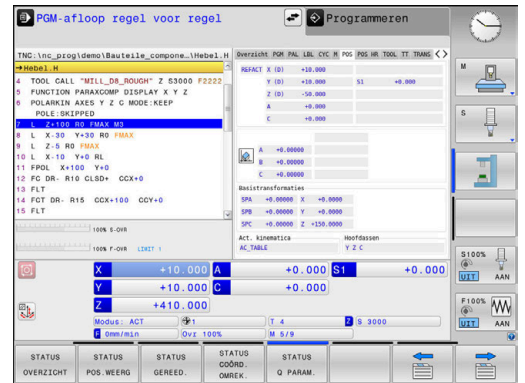 PGM-afloop regel voor regel
Programmeren
TNC:\nc_prog\demo\Bauteile_compone…\Hebel.H
→Hebel.H
4 TOOL CALL "MILL_D8_ROUGH" Z S3000 F2222
5 FUNCTION PARAXCOMP DISPLAY X Y Z
6 POLARKIN AXES Y Z C MODE:KEEP
POLE:SKIPPED
7 L Z+100 R0 FMAX M3
8 L X-30 Y+30 R0 FMAX
9 L Z-5 R0 FMAX
10 L X-10 Y+0 RL
11 FPOL X+100 Y+0
12 FC DR- R10 CLSD+ CCX+0
13 FLT
14 FCT DR- R15 CCX+100 CCY+0
15 FLT
100% S-OVR
100% F-OVR LIMIT 1
Overzicht PGM PAL LBL CYC M POS POS HR TOOL TT TRANS
REFACT X (D) +10.000
Y (D) +10.000 S1 +0.000
Z (D) -50.000
A +0.000
C +0.000
A +0.00000
B +0.00000
C +0.00000
Basistransformaties
SPA +0.00000 X +0.0000
SPB +0.00000 Y +0.0000
SPC +0.00000 Z +150.0000
Act. kinematica Hoofdassen
AC_TABLE Y Z C
X +10.000 A +0.000 S1 +0.000
Y +10.000 C +0.000
Z +410.000
Modus: ACT 1 T 4 Z S 3000
F 0mm/min Ovr 100% M 5/9
M
S
S100%
UIT AAN
F100%
UIT AAN
STATUS OVERZICHT
STATUS POS.WEERG
STATUS GEREED.
STATUS COÖRD. OMREK.
STATUS Q PARAM.